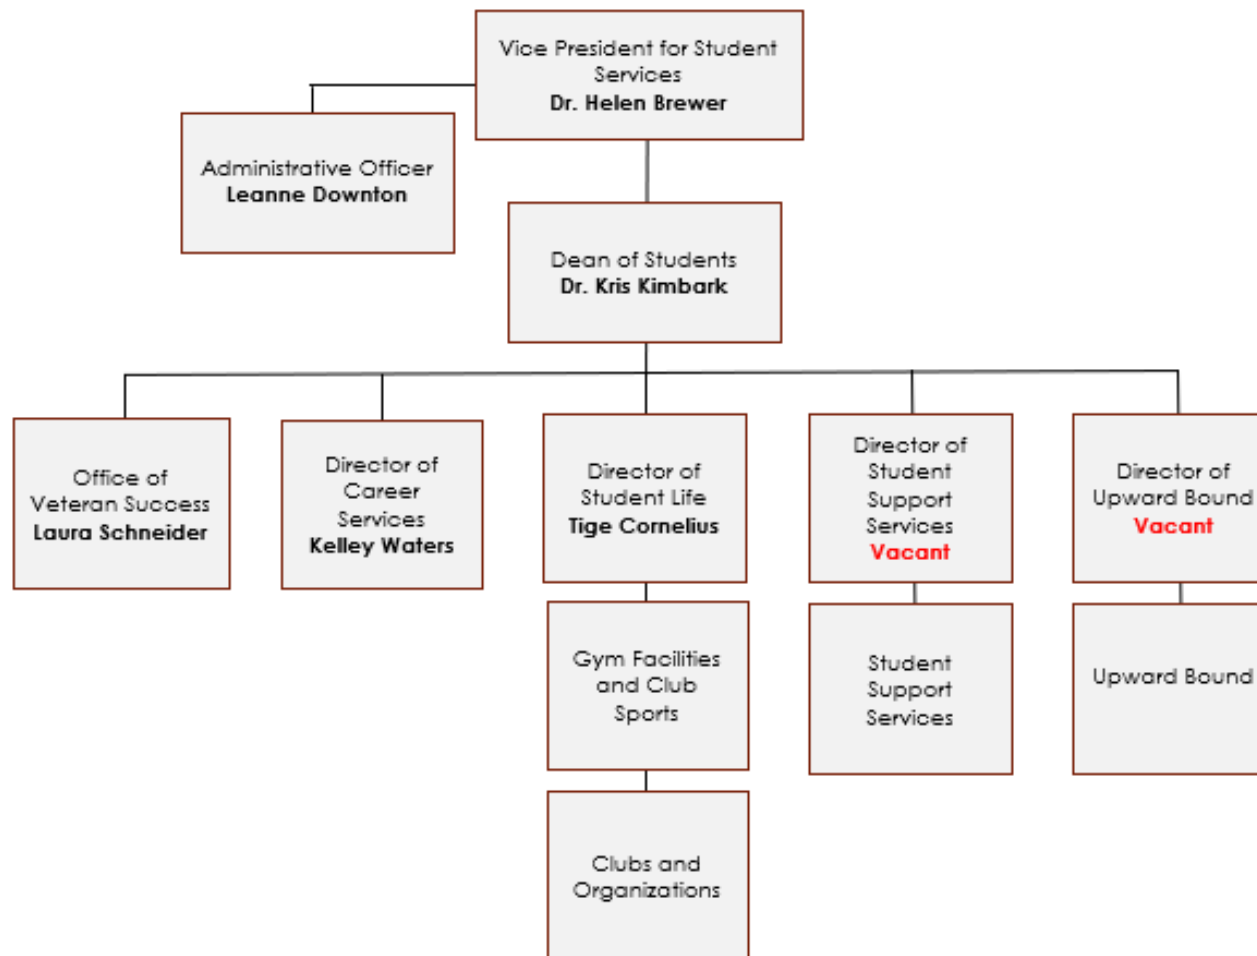 Vice President for Student
Services
Dr. Helen Brewer
Administrative Officer
Leanne Downton
Dean of Students
Dr. Kris Kimbark
Office of
Veteran Success
Laura Schneider
Director of
Career
Services
Kelley Waters
Director of
Student Life
Tige Cornelius
Director of
Student
Support
Services
Vacant
Director of
Upward Bound
Vacant
Gym Facilities
and Club
Sports
Student
Support
Services
Upward Bound
Clubs and
Organizations